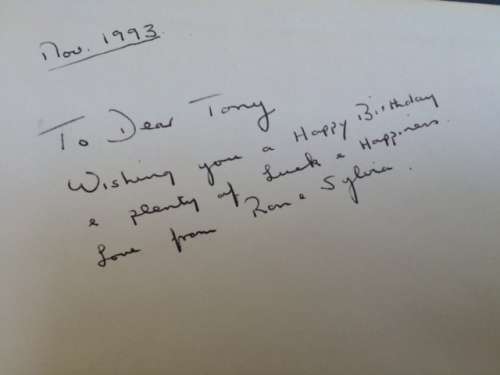 Nov. 1993.
To Dear Tony
Wishing you a Happy Birthday
& plenty of Luck & Happiness.
Love from Ron & Sylvia.